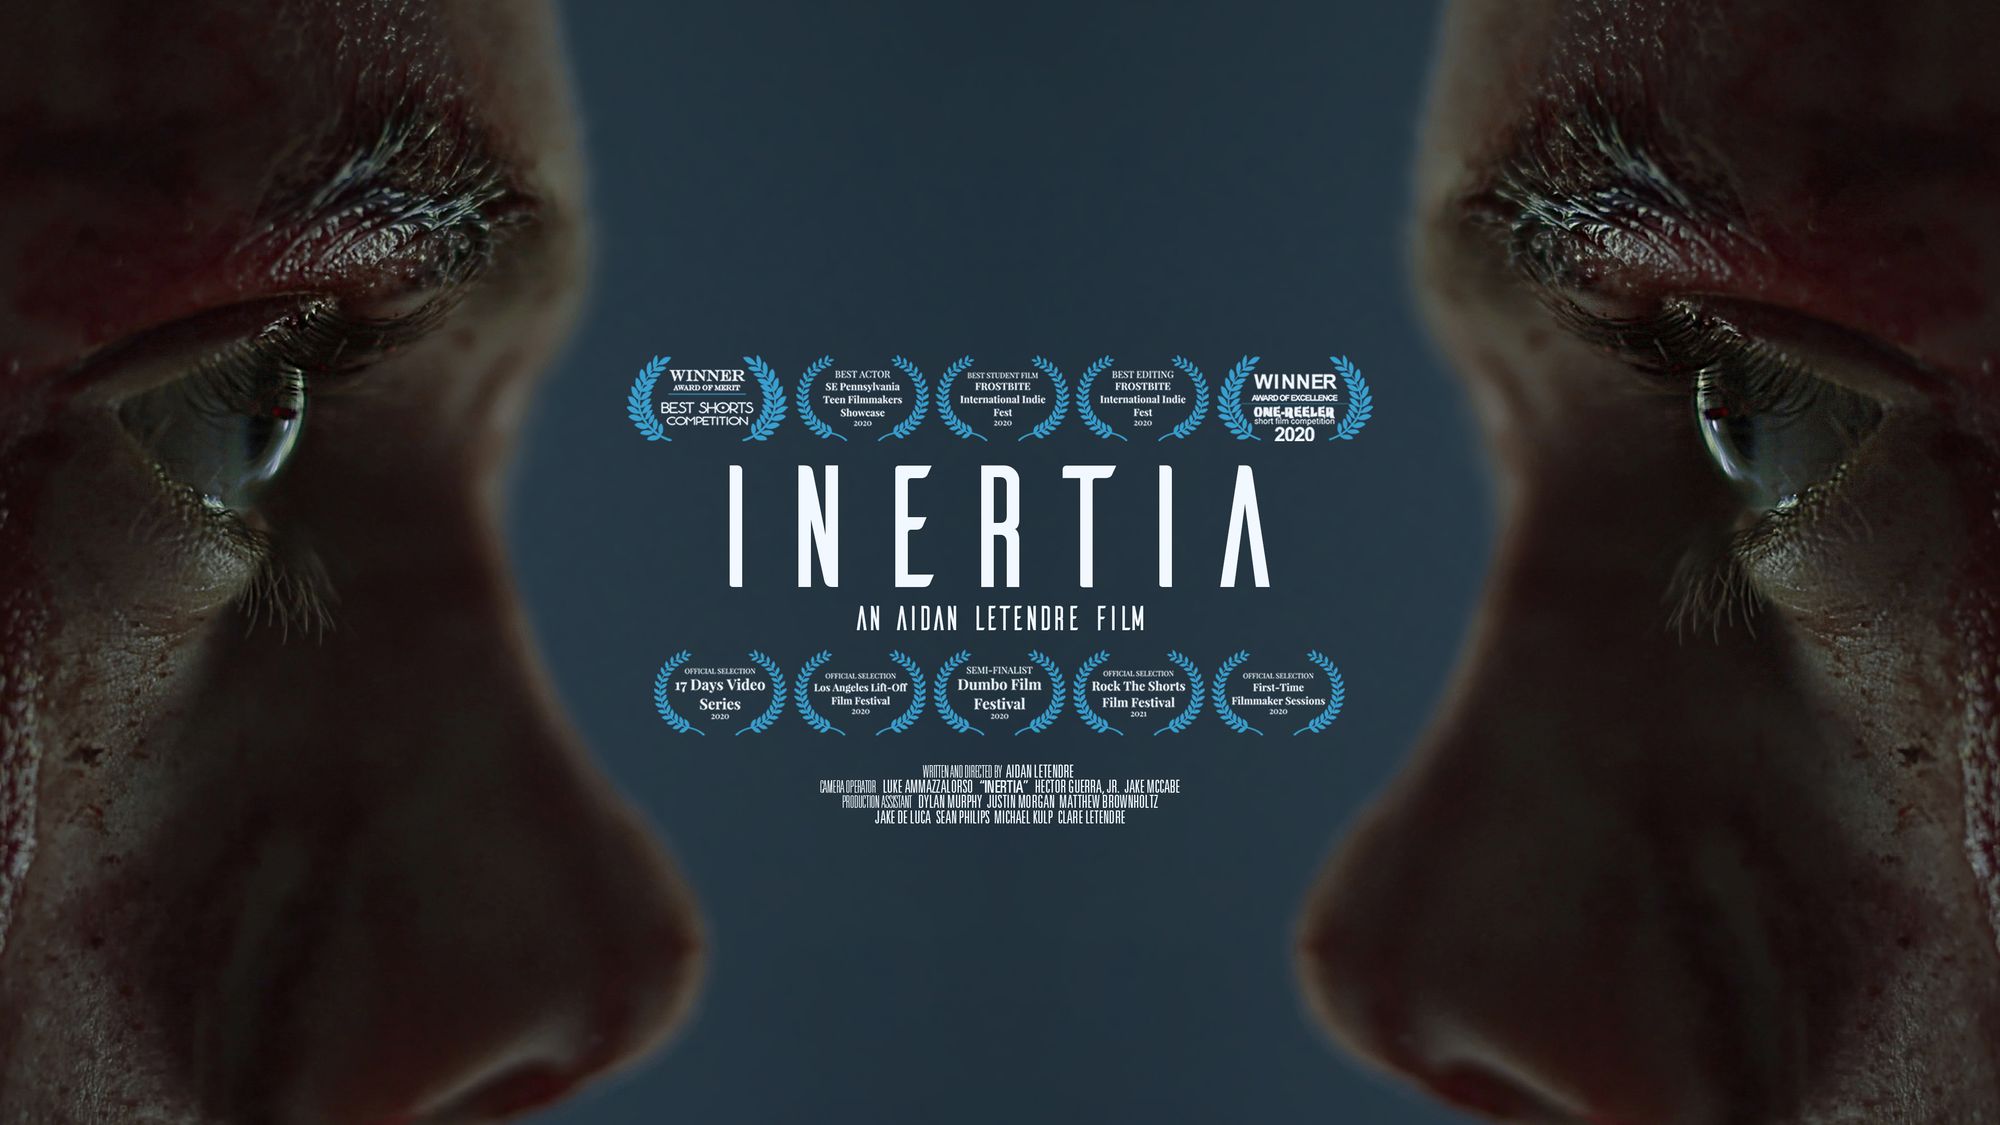 WINNER
AWARD OF MERIT
BEST SHORTS
COMPETITION
BEST ACTOR
SE Pennsylvania
Teen Filmmakers
Showcase
2020
BEST STUDENT FILM
FROSTBITE
International Indie
Fest
2020
BEST EDITING
FROSTBITE
International Indie
Fest
2020
WINNER
AWARD OF EXCELLENCE
ONE-REELER
short film competition
2020
INERTIA
AN AIDAN LETENDRE FILM
OFFICIAL SELECTION
17 Days Video
Series
2020
OFFICIAL SELECTION
Los Angeles Lift-Off
Film Festival
2020
SEMI-FINALIST
Dumbo Film
Festival
2020
OFFICIAL SELECTION
Rock The Shorts
Film Festival
2021
OFFICIAL SELECTION
First-Time
Filmmaker Sessions
2020
WRITTEN AND DIRECTED BY AIDAN LETENDRE
CAMERA OPERATOR LUKE AMMAZZALORSO "INERTIA" HECTOR GUERRA, JR. JAKE MCCABE
PRODUCTION ASSISTANT DYLAN MURPHY JUSTIN MORGAN MATTHEW BROWNHOLTZ
JAKE DE LUCA SEAN PHILIPS MICHAEL KULP CLARE LETENDRE